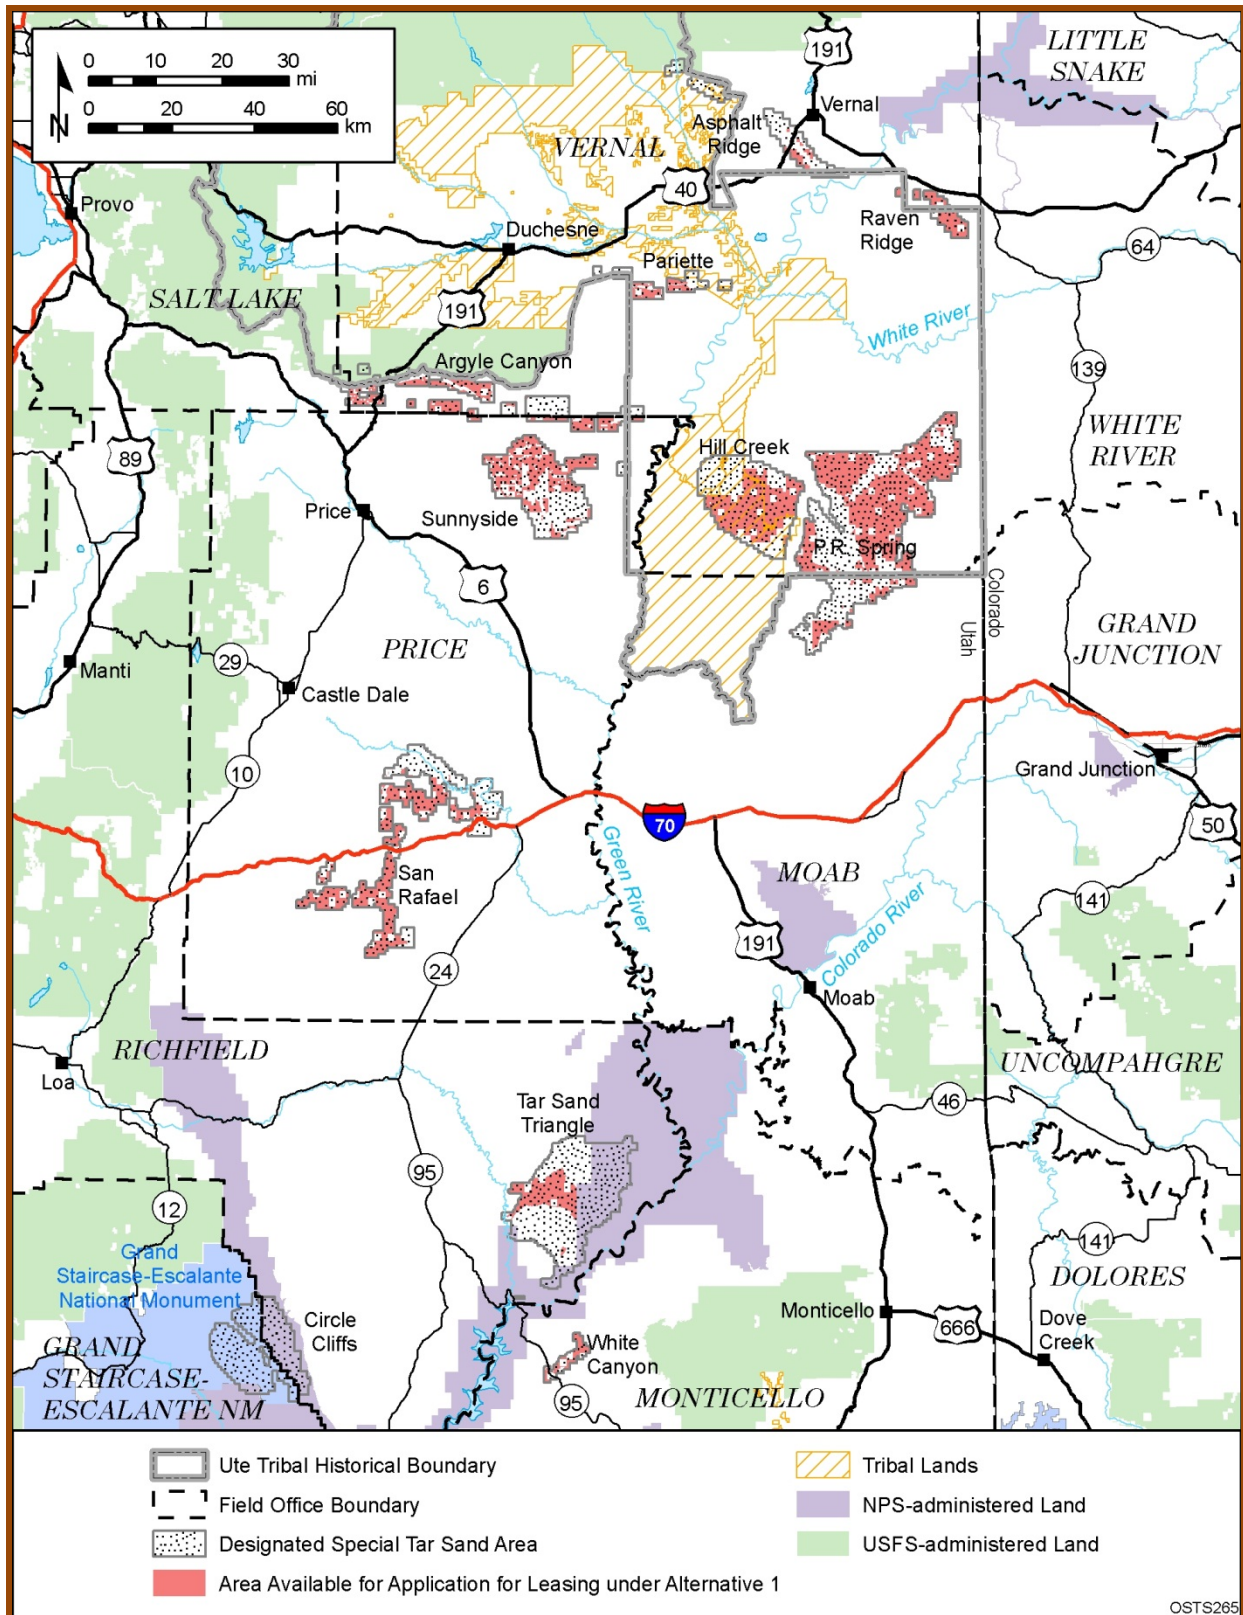 0 10 20 30
mi
0 20 40 60
km
N
191
LITTLE
SNAKE
Vernal
Asphalt
Ridge
VERNAL
40
Provo
Duchesne
Raven
Ridge
64
Pariette
SALT LAKE
191
White River
Argyle Canyon
139
WHITE
RIVER
89
Hill Creek
Price
Sunnyside
P.R. Spring
6
Colorado
Utah
GRAND
JUNCTION
PRICE
Manti
29
Castle Dale
10
Grand Junction
70
50
Green River
San
Rafael
MOAB
141
191
Colorado River
24
Moab
RICHFIELD
Loa
UNCOMPAHGRE
46
Tar Sand
Triangle
95
12
141
Grand
Staircase-Escalante
National Monument
DOLORES
Circle
Cliffs
Monticello
666
Dove
Creek
White
Canyon
GRAND
STAIRCASE-
ESCALANTE NM
95
MONTICELLO
Ute Tribal Historical Boundary
Field Office Boundary
Designated Special Tar Sand Area
Area Available for Application for Leasing under Alternative 1
Tribal Lands
NPS-administered Land
USFS-administered Land
OSTS265